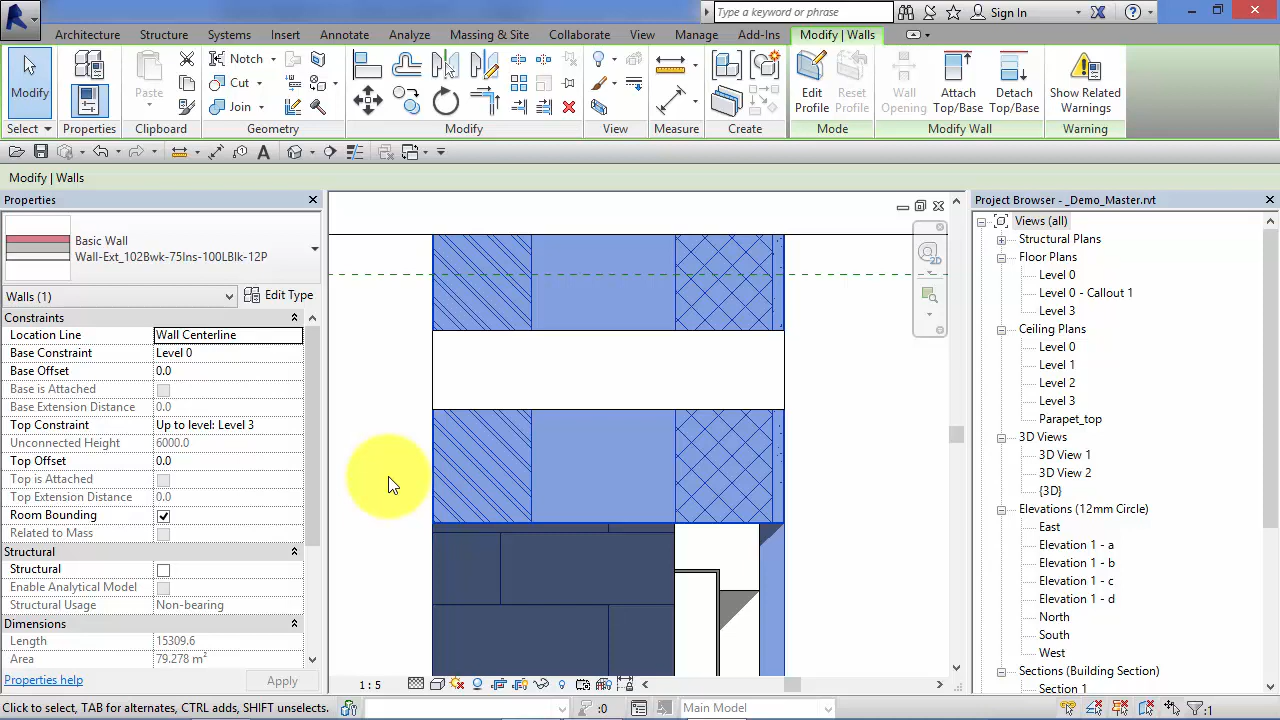 Type a keyword or phrase
Sign In
Architecture Structure Systems Insert Annotate Analyze Massing & Site Collaborate View Manage Add-Ins Modify | Walls
Modify
Paste
Notch
Cut
Join
Edit Profile
Reset Profile
Wall Opening
Attach Top/Base
Detach Top/Base
Show Related Warnings
Select Properties Clipboard Geometry Modify View Measure Create Mode Modify Wall Warning
Modify | Walls
Properties
Basic Wall
Wall-Ext_102Bwk-75Ins-100LBlk-12P
Walls (1)
Edit Type
Constraints
Location Line Wall Centerline
Base Constraint Level 0
Base Offset 0.0
Base is Attached
Base Extension Distance 0.0
Top Constraint Up to level: Level 3
Unconnected Height 6000.0
Top Offset 0.0
Top is Attached
Top Extension Distance 0.0
Room Bounding
Related to Mass
Structural
Structural
Enable Analytical Model
Structural Usage Non-bearing
Dimensions
Length 15309.6
Area 79.278 m²
Properties help
Apply
2D
1 : 5
Project Browser - _Demo_Master.rvt
Views (all)
Structural Plans
Floor Plans
Level 0
Level 0 - Callout 1
Level 3
Ceiling Plans
Level 0
Level 1
Level 2
Level 3
Parapet_top
3D Views
3D View 1
3D View 2
{3D}
Elevations (12mm Circle)
East
Elevation 1 - a
Elevation 1 - b
Elevation 1 - c
Elevation 1 - d
North
South
West
Sections (Building Section)
Section 1
Click to select, TAB for alternates, CTRL adds, SHIFT unselects.
:0
Main Model
:1